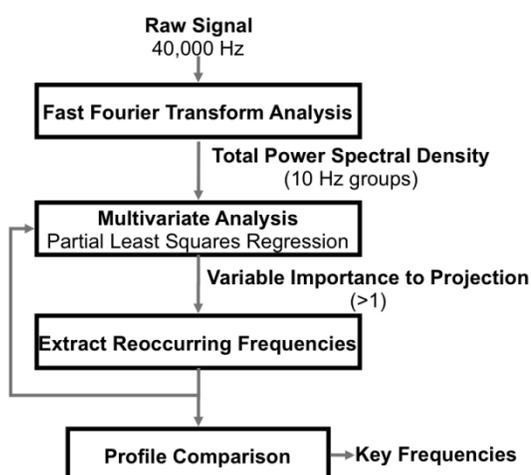 Raw Signal
40,000 Hz
Fast Fourier Transform Analysis
Total Power Spectral Density
(10 Hz groups)
Multivariate Analysis
Partial Least Squares Regression
Variable Importance to Projection
(>1)
Extract Reoccurring Frequencies
Profile Comparison
Key Frequencies